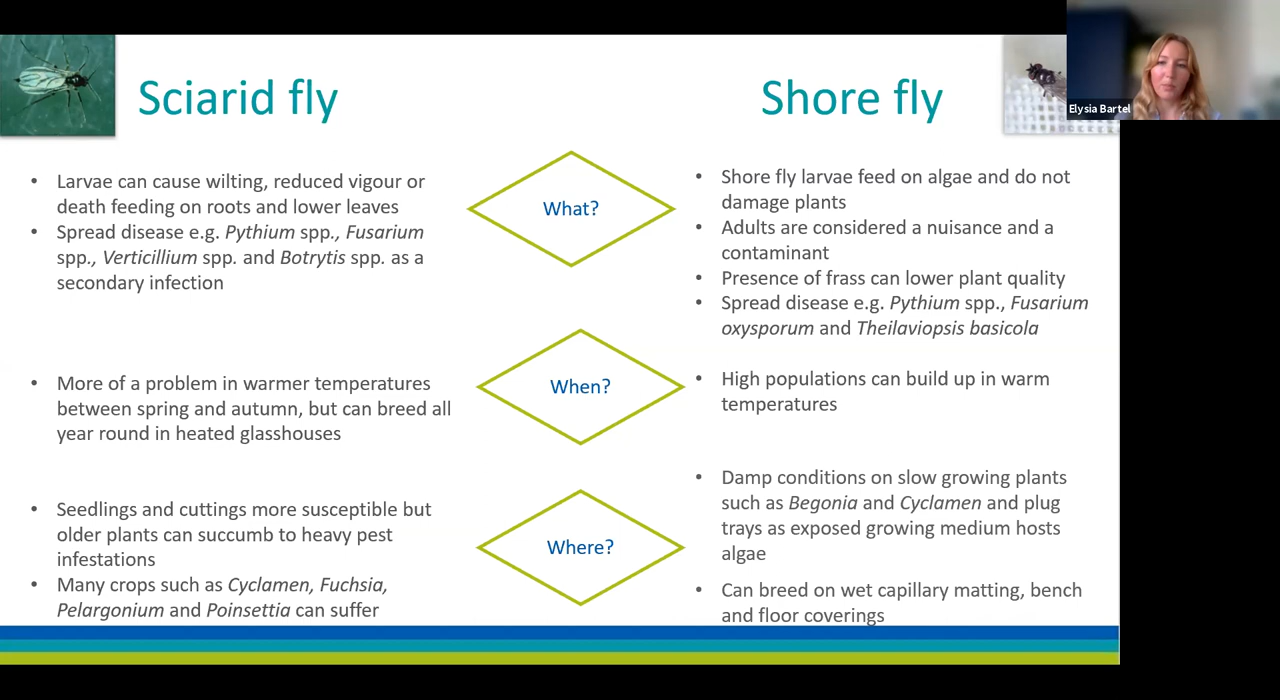 Sciarid fly
Shore fly
Elysia Bartel
• Larvae can cause wilting, reduced vigour or
death feeding on roots and lower leaves
• Spread disease e.g. Pythium spp., Fusarium
spp., Verticillium spp. and Botrytis spp. as a
secondary infection
What?
• Shore fly larvae feed on algae and do not
damage plants
• Adults are considered a nuisance and a
contaminant
• Presence of frass can lower plant quality
• Spread disease e.g. Pythium spp., Fusarium
oxysporum and Theilaviopsis basicola
• More of a problem in warmer temperatures
between spring and autumn, but can breed all
year round in heated glasshouses
When?
• High populations can build up in warm
temperatures
• Seedlings and cuttings more susceptible but
older plants can succumb to heavy pest
infestations
• Many crops such as Cyclamen, Fuchsia,
Pelargonium and Poinsettia can suffer
Where?
• Damp conditions on slow growing plants
such as Begonia and Cyclamen and plug
trays as exposed growing medium hosts
algae
• Can breed on wet capillary matting, bench
and floor coverings